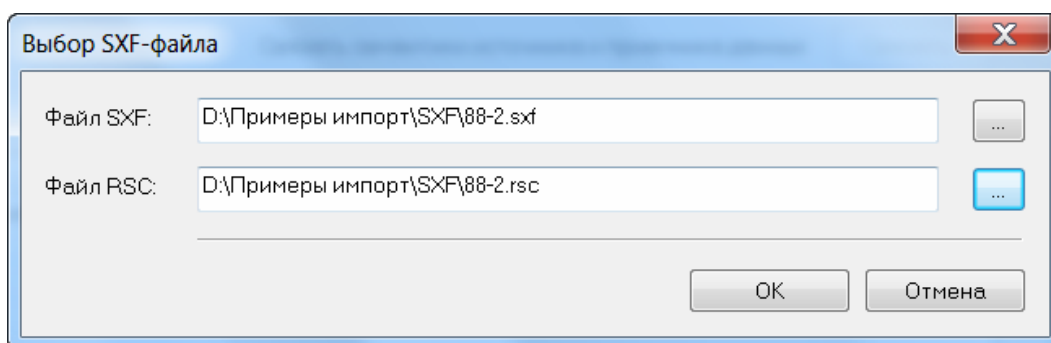 Выбор SXF-файла
Файл SXF: D:\Примеры импорт\SXF\88-2.sxf ...
Файл RSC: D:\Примеры импорт\SXF\88-2.rsc ...
OK Отмена